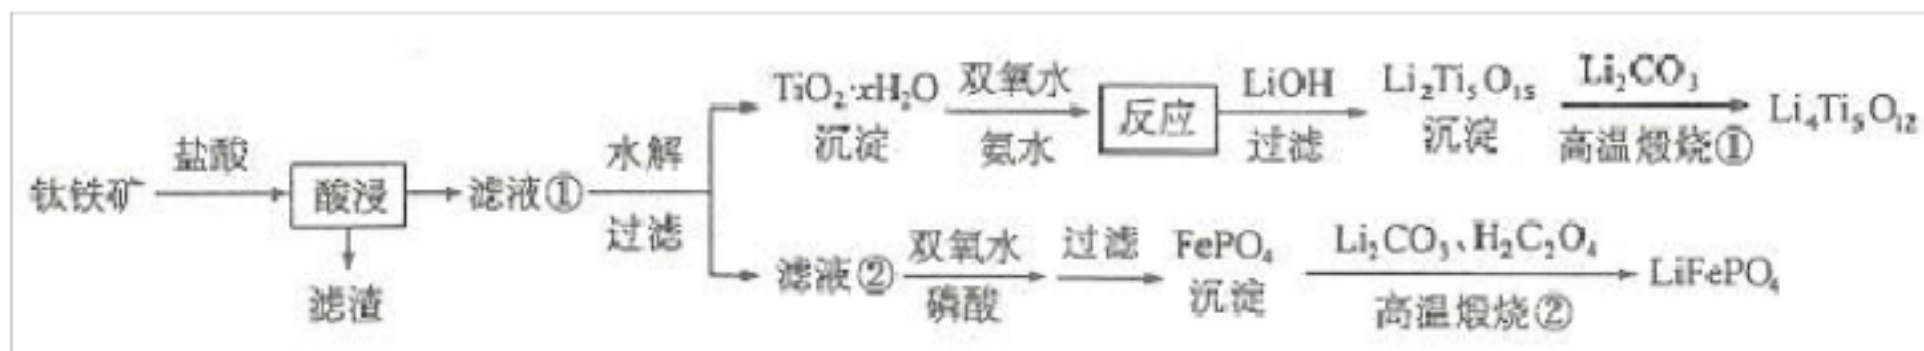 TiO₂·xH₂O 双氧水 LiOH Li₂Ti₅O₁₅ Li₂CO₃
沉淀 氨水 反应 过滤 沉淀 高温煅烧① Li₄Ti₅O₁₂
钛铁矿 盐酸 酸浸 滤液① 水解
过滤
滤渣
滤液② 双氧水 过滤 FePO₄ Li₂CO₃、H₂C₂O₄ LiFePO₄
磷酸 沉淀 高温煅烧②